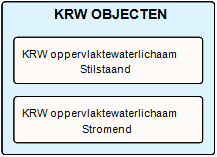 KRW OBJECTEN
KRW oppervlaktewaterlichaam
Stilstaand
KRW oppervlaktewaterlichaam
Stromend